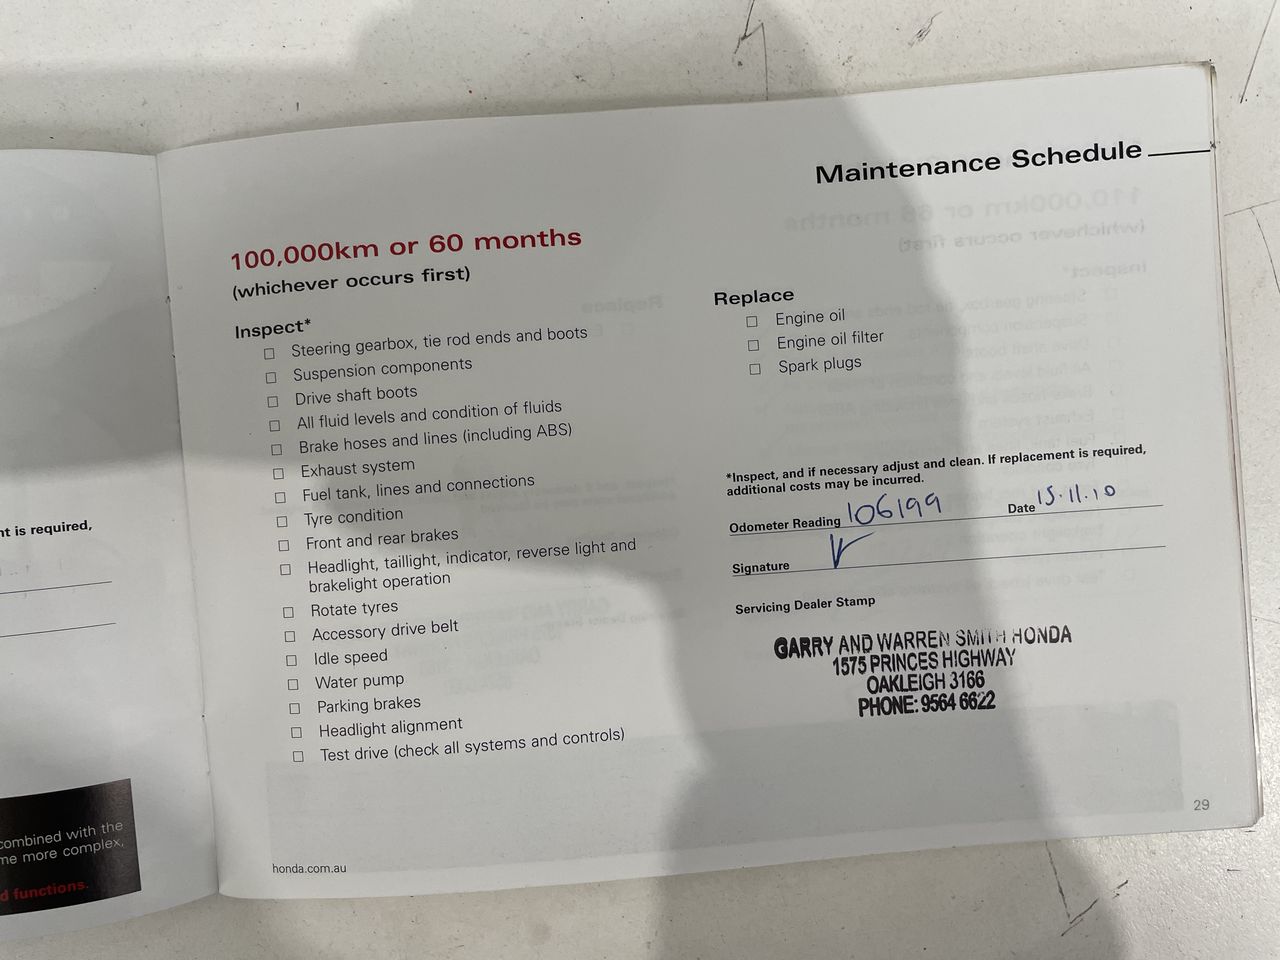 Maintenance Schedule
100,000km or 60 months
(whichever occurs first)
Inspect*
Steering gearbox, tie rod ends and boots
Suspension components
Drive shaft boots
All fluid levels and condition of fluids
Brake hoses and lines (including ABS)
Exhaust system
Fuel tank, lines and connections
Tyre condition
Front and rear brakes
Headlight, taillight, indicator, reverse light and
brakelight operation
Rotate tyres
Accessory drive belt
Idle speed
Water pump
Parking brakes
Headlight alignment
Test drive (check all systems and controls)
Replace
Engine oil
Engine oil filter
Spark plugs
*Inspect, and if necessary adjust and clean. If replacement is required,
additional costs may be incurred.
Odometer Reading 106199 Date 15.11.10
Signature
Servicing Dealer Stamp
GARRY AND WARREN SMITH HONDA
1575 PRINCES HIGHWAY
OAKLEIGH 3166
PHONE: 9564 6622
29
honda.com.au
is required,
combined with the
more complex,
functions.